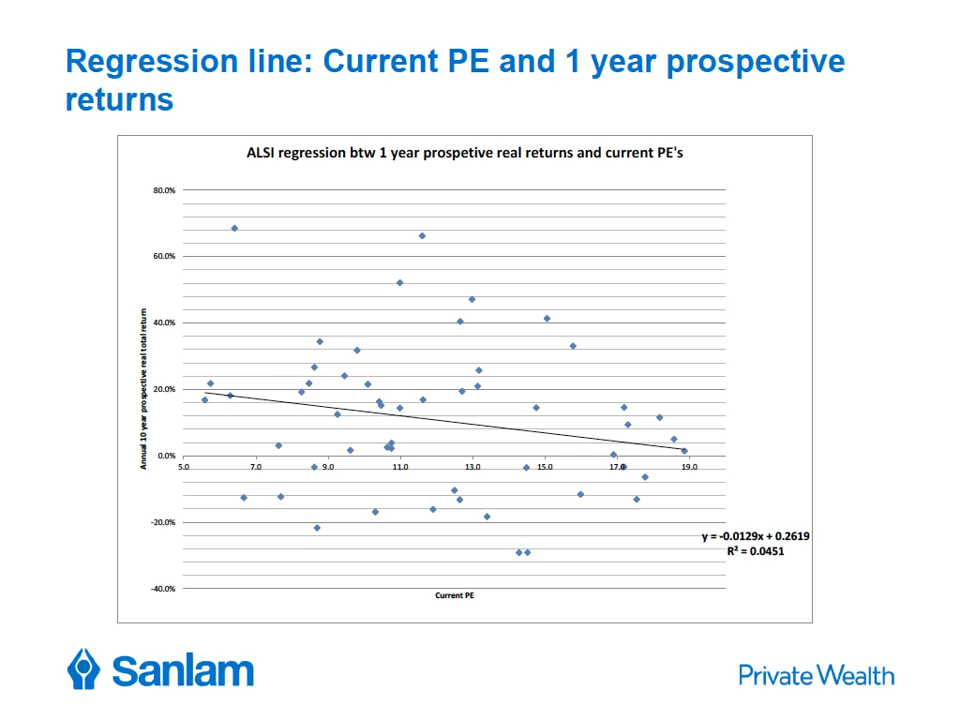 Regression line: Current PE and 1 year prospective
returns
ALSI regression btw 1 year prospetive real returns and current PE's
80.0%
60.0%
40.0%
20.0%
0.0%
-20.0%
-40.0%
5.0 7.0 9.0 11.0 13.0 15.0 17.0 19.0
Annual 10 year prospective real total return
Current PE
y = -0.0129x + 0.2619
R² = 0.0451
Sanlam
Private Wealth